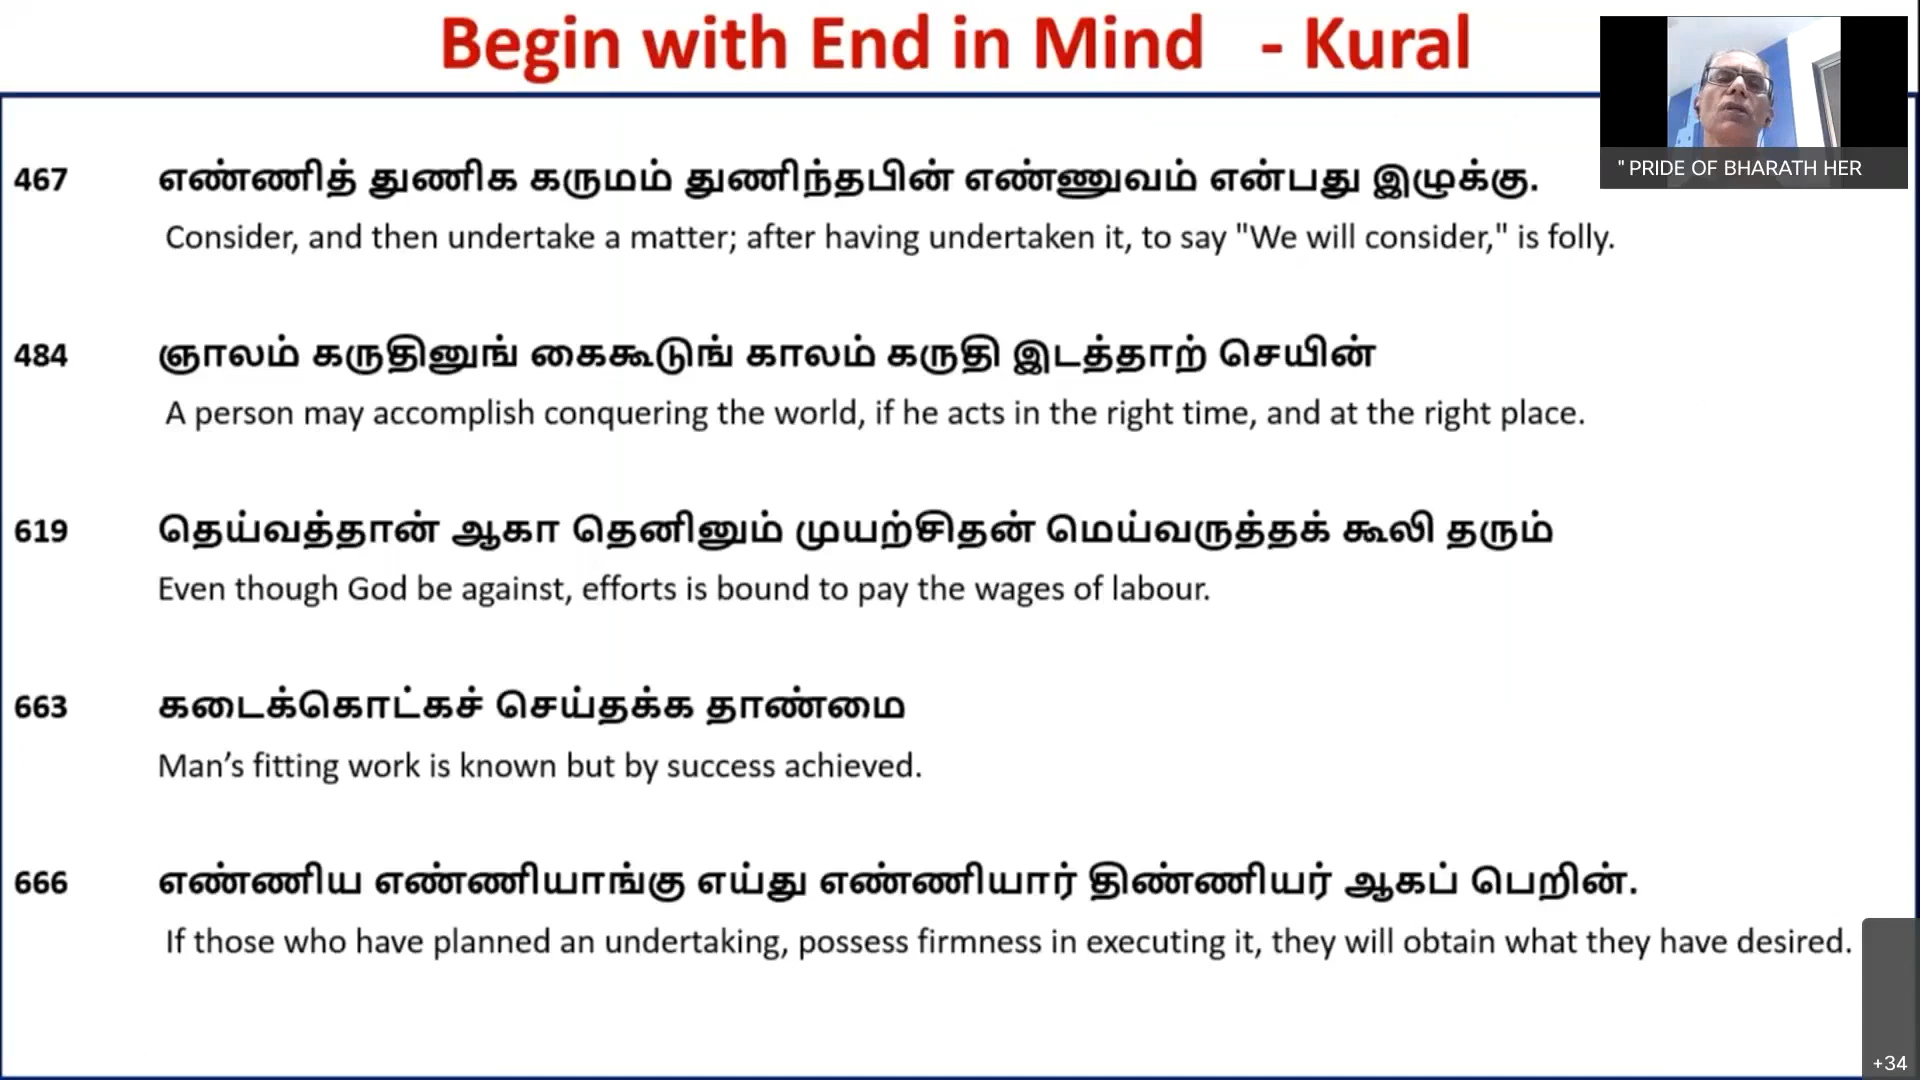 Begin with End in Mind - Kural
" PRIDE OF BHARATH HER
467 எண்ணித் துணிக கருமம் துணிந்தபின் எண்ணுவம் என்பது இழுக்கு.
Consider, and then undertake a matter; after having undertaken it, to say "We will consider," is folly.
484 ஞாலம் கருதினுங் கைகூடுங் காலம் கருதி இடத்தாற் செயின்
A person may accomplish conquering the world, if he acts in the right time, and at the right place.
619 தெய்வத்தான் ஆகா தெனினும் முயற்சிதன் மெய்வருத்தக் கூலி தரும்
Even though God be against, efforts is bound to pay the wages of labour.
663 கடைக்கொட்கச் செய்தக்க தாண்மை
Man’s fitting work is known but by success achieved.
666 எண்ணிய எண்ணியாங்கு எய்து எண்ணியார் திண்ணியர் ஆகப் பெறின்.
If those who have planned an undertaking, possess firmness in executing it, they will obtain what they have desired.
+34